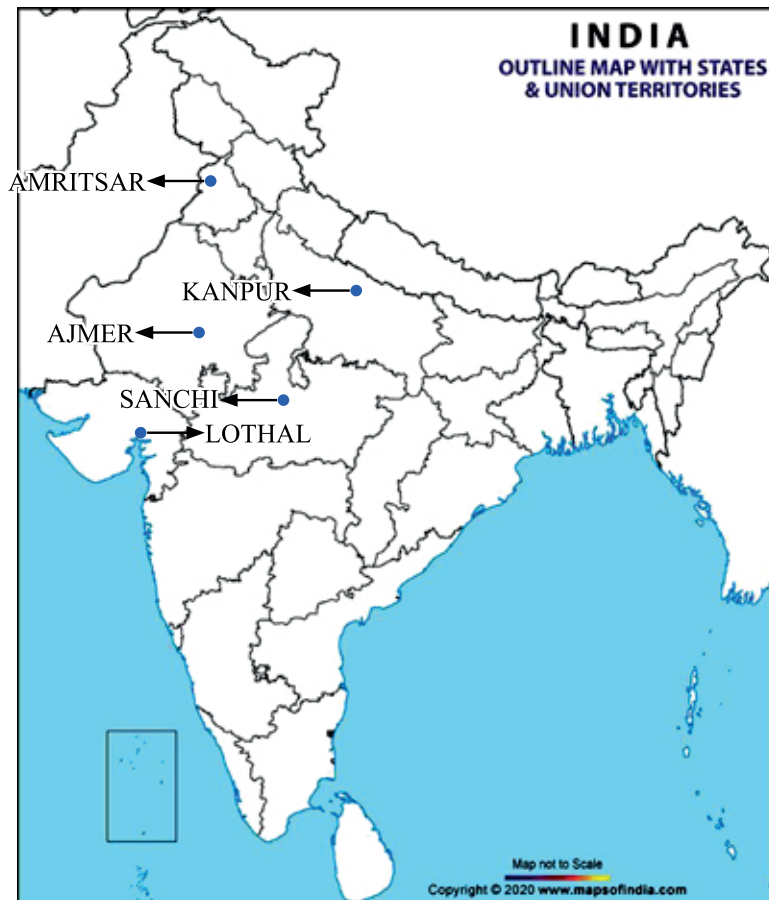 INDIA
OUTLINE MAP WITH STATES
& UNION TERRITORIES
AMRITSAR
KANPUR
AJMER
SANCHI
LOTHAL
Map not to Scale
Copyright © 2020 www.mapsofindia.com